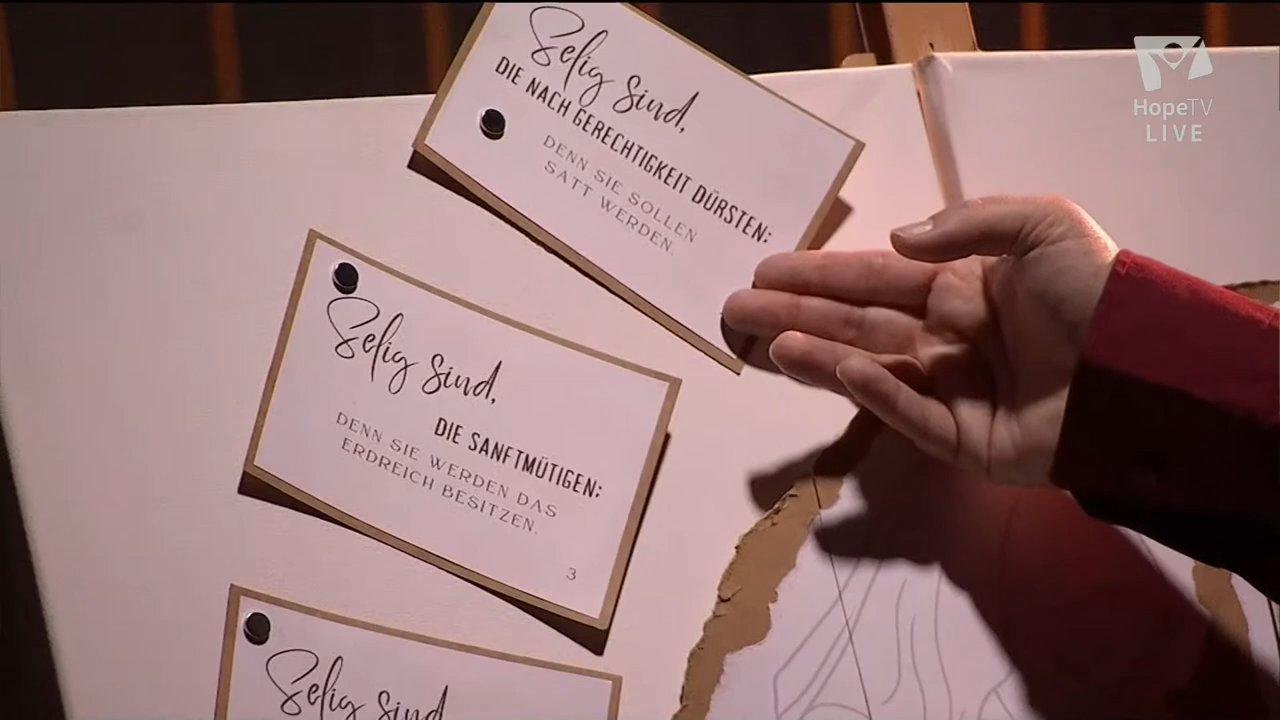 Selig sind,
DIE NACH GERECHTIGKEIT DÜRSTEN:
DENN SIE SOLLEN
SATT WERDEN.
HopeTV
LIVE
Selig sind,
DIE SANFTMÜTIGEN:
DENN SIE WERDEN DAS
ERDREICH BESITZEN.
3
Selig sind